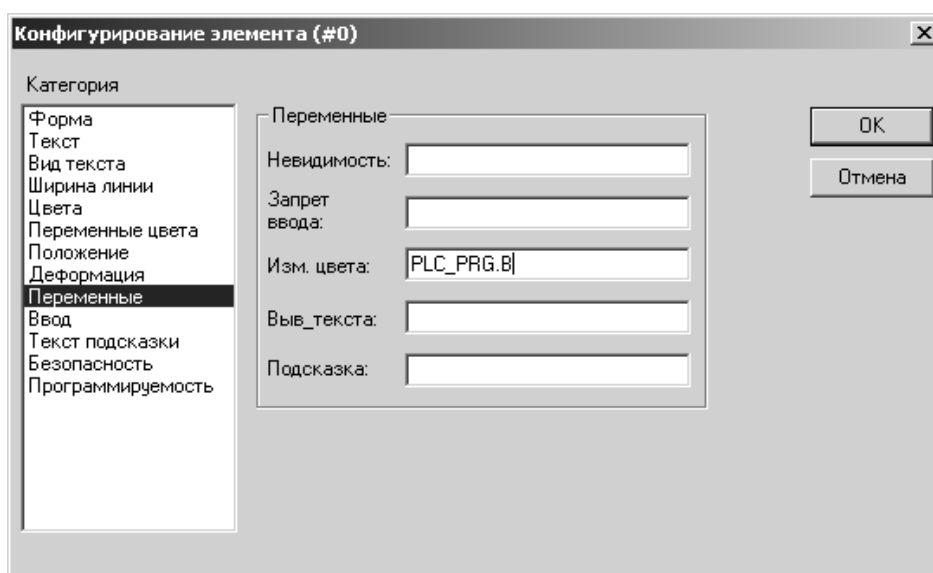 Конфигурирование элемента (#0)
Категория
Форма
Текст
Вид текста
Ширина линии
Цвета
Переменные цвета
Положение
Деформация
Переменные
Ввод
Текст подсказки
Безопасность
Программируемость
Переменные
Невидимость:
Запрет
ввода:
Изм. цвета: PLC_PRG.B
Выв_текста:
Подсказка:
OK
Отмена